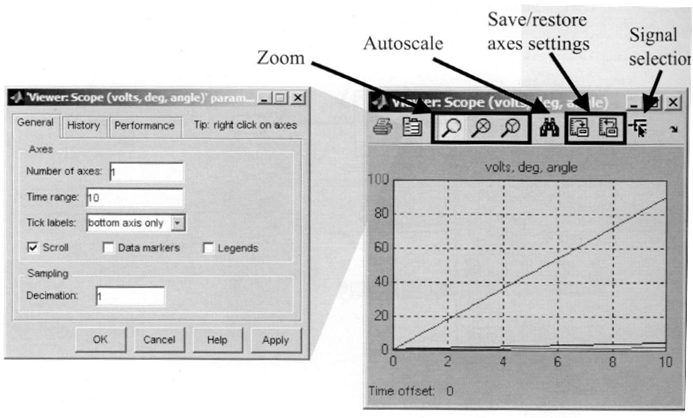 Zoom
Autoscale
Save/restore
axes settings
Signal
selection
'Viewer: Scope (volts, deg, angle)' param...
General History Performance Tip: right click on axes
Axes
Number of axes: 1
Time range: 10
Tick labels: bottom axis only
Scroll Data markers Legends
Sampling
Decimation: 1
OK Cancel Help Apply
Viewer: Scope (volts, deg, angle)
volts, deg, angle
100
80
60
40
20
0
0 2 4 6 8 10
Time offset: 0